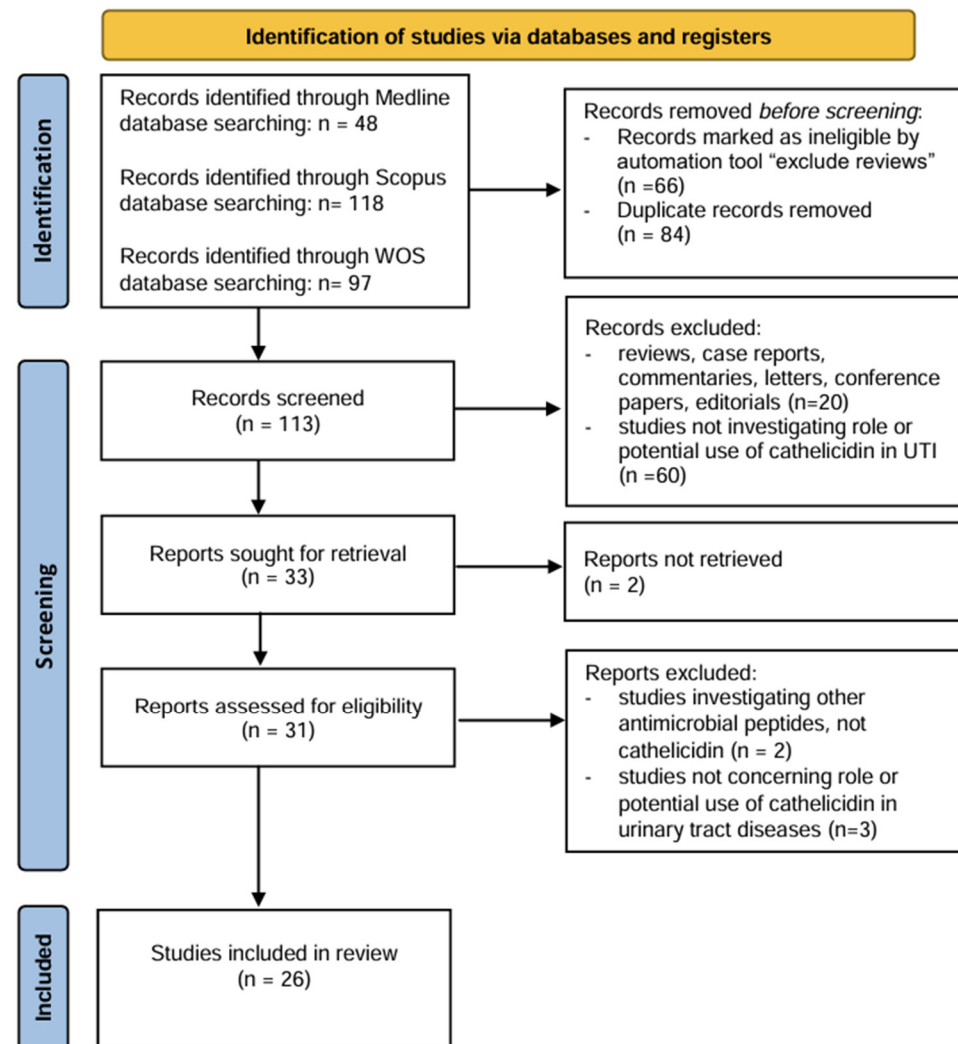 Identification of studies via databases and registers
Identification
Records identified through Medline
database searching: n = 48
Records identified through Scopus
database searching: n= 118
Records identified through WOS
database searching: n= 97
Records removed before screening:
- Records marked as ineligible by
automation tool “exclude reviews”
(n =66)
- Duplicate records removed
(n = 84)
Screening
Records screened
(n = 113)
Records excluded:
- reviews, case reports,
commentaries, letters, conference
papers, editorials (n=20)
- studies not investigating role or
potential use of cathelicidin in UTI
(n =60)
Reports sought for retrieval
(n = 33)
Reports not retrieved
(n = 2)
Reports assessed for eligibility
(n = 31)
Reports excluded:
- studies investigating other
antimicrobial peptides, not
cathelicidin (n = 2)
- studies not concerning role or
potential use of cathelicidin in
urinary tract diseases (n=3)
Included
Studies included in review
(n = 26)